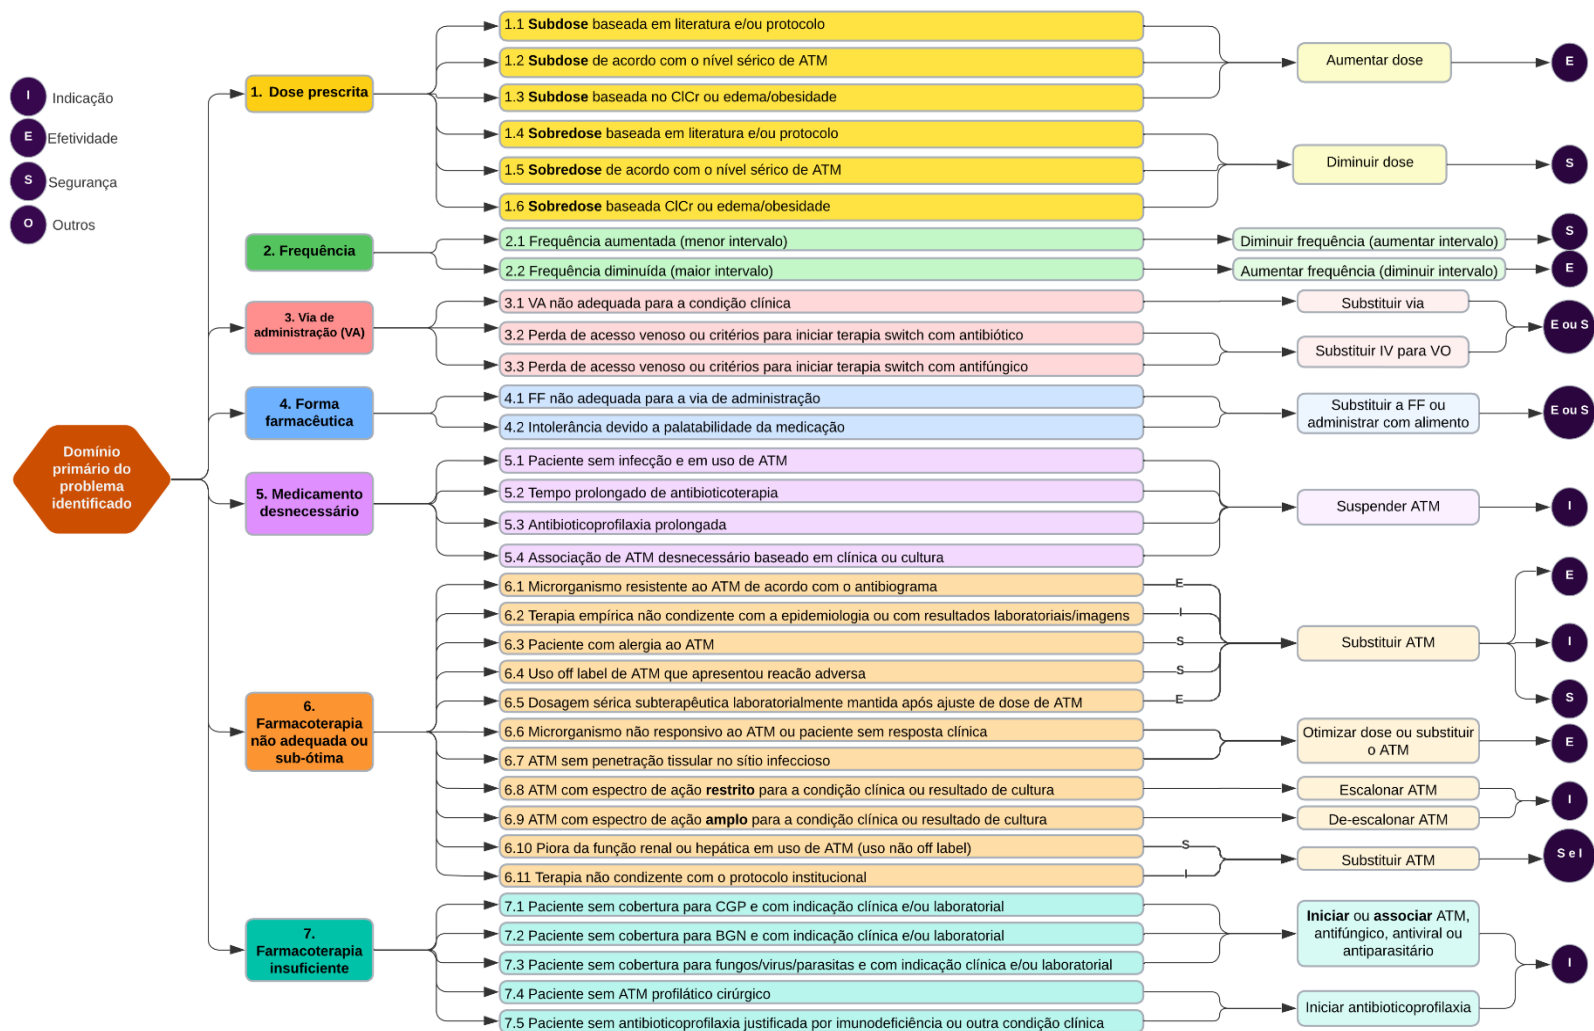 I Indicação
E Efetividade
S Segurança
O Outros
Domínio
primário do
problema
identificado
1. Dose prescrita
1.1 Subdose baseada em literatura e/ou protocolo
1.2 Subdose de acordo com o nível sérico de ATM
1.3 Subdose baseada no ClCr ou edema/obesidade
Aumentar dose
E
1.4 Sobredose baseada em literatura e/ou protocolo
1.5 Sobredose de acordo com o nível sérico de ATM
1.6 Sobredose baseada ClCr ou edema/obesidade
Diminuir dose
S
2. Frequência
2.1 Frequência aumentada (menor intervalo)
Diminuir frequência (aumentar intervalo)
S
2.2 Frequência diminuída (maior intervalo)
Aumentar frequência (diminuir intervalo)
E
3. Via de
administração (VA)
3.1 VA não adequada para a condição clínica
Substituir via
3.2 Perda de acesso venoso ou critérios para iniciar terapia switch com antibiótico
3.3 Perda de acesso venoso ou critérios para iniciar terapia switch com antifúngico
Substituir IV para VO
E ou S
4. Forma
farmacêutica
4.1 FF não adequada para a via de administração
4.2 Intolerância devido a palatabilidade da medicação
Substituir a FF ou
administrar com alimento
E ou S
5. Medicamento
desnecessário
5.1 Paciente sem infecção e em uso de ATM
5.2 Tempo prolongado de antibioticoterapia
5.3 Antibioticoprofilaxia prolongada
5.4 Associação de ATM desnecessário baseado em clínica ou cultura
Suspender ATM
I
6.
Farmacoterapia
não adequada ou
sub-ótima
6.1 Microrganismo resistente ao ATM de acordo com o antibiograma
E
6.2 Terapia empírica não condizente com a epidemiologia ou com resultados laboratoriais/imagens
I
6.3 Paciente com alergia ao ATM
S
6.4 Uso off label de ATM que apresentou reacão adversa
S
6.5 Dosagem sérica subterapêutica laboratorialmente mantida após ajuste de dose de ATM
E
Substituir ATM
E
I
S
6.6 Microrganismo não responsivo ao ATM ou paciente sem resposta clínica
6.7 ATM sem penetração tissular no sítio infeccioso
Otimizar dose ou substituir
o ATM
E
6.8 ATM com espectro de ação restrito para a condição clínica ou resultado de cultura
Escalonar ATM
6.9 ATM com espectro de ação amplo para a condição clínica ou resultado de cultura
De-escalonar ATM
I
6.10 Piora da função renal ou hepática em uso de ATM (uso não off label)
S
6.11 Terapia não condizente com o protocolo institucional
I
Substituir ATM
S e I
7.
Farmacoterapia
insuficiente
7.1 Paciente sem cobertura para CGP e com indicação clínica e/ou laboratorial
7.2 Paciente sem cobertura para BGN e com indicação clínica e/ou laboratorial
7.3 Paciente sem cobertura para fungos/virus/parasitas e com indicação clínica e/ou laboratorial
Iniciar ou associar ATM,
antifúngico, antiviral ou
antiparasitário
7.4 Paciente sem ATM profilático cirúrgico
7.5 Paciente sem antibioticoprofilaxia justificada por imunodeficiência ou outra condição clínica
Iniciar antibioticoprofilaxia
I